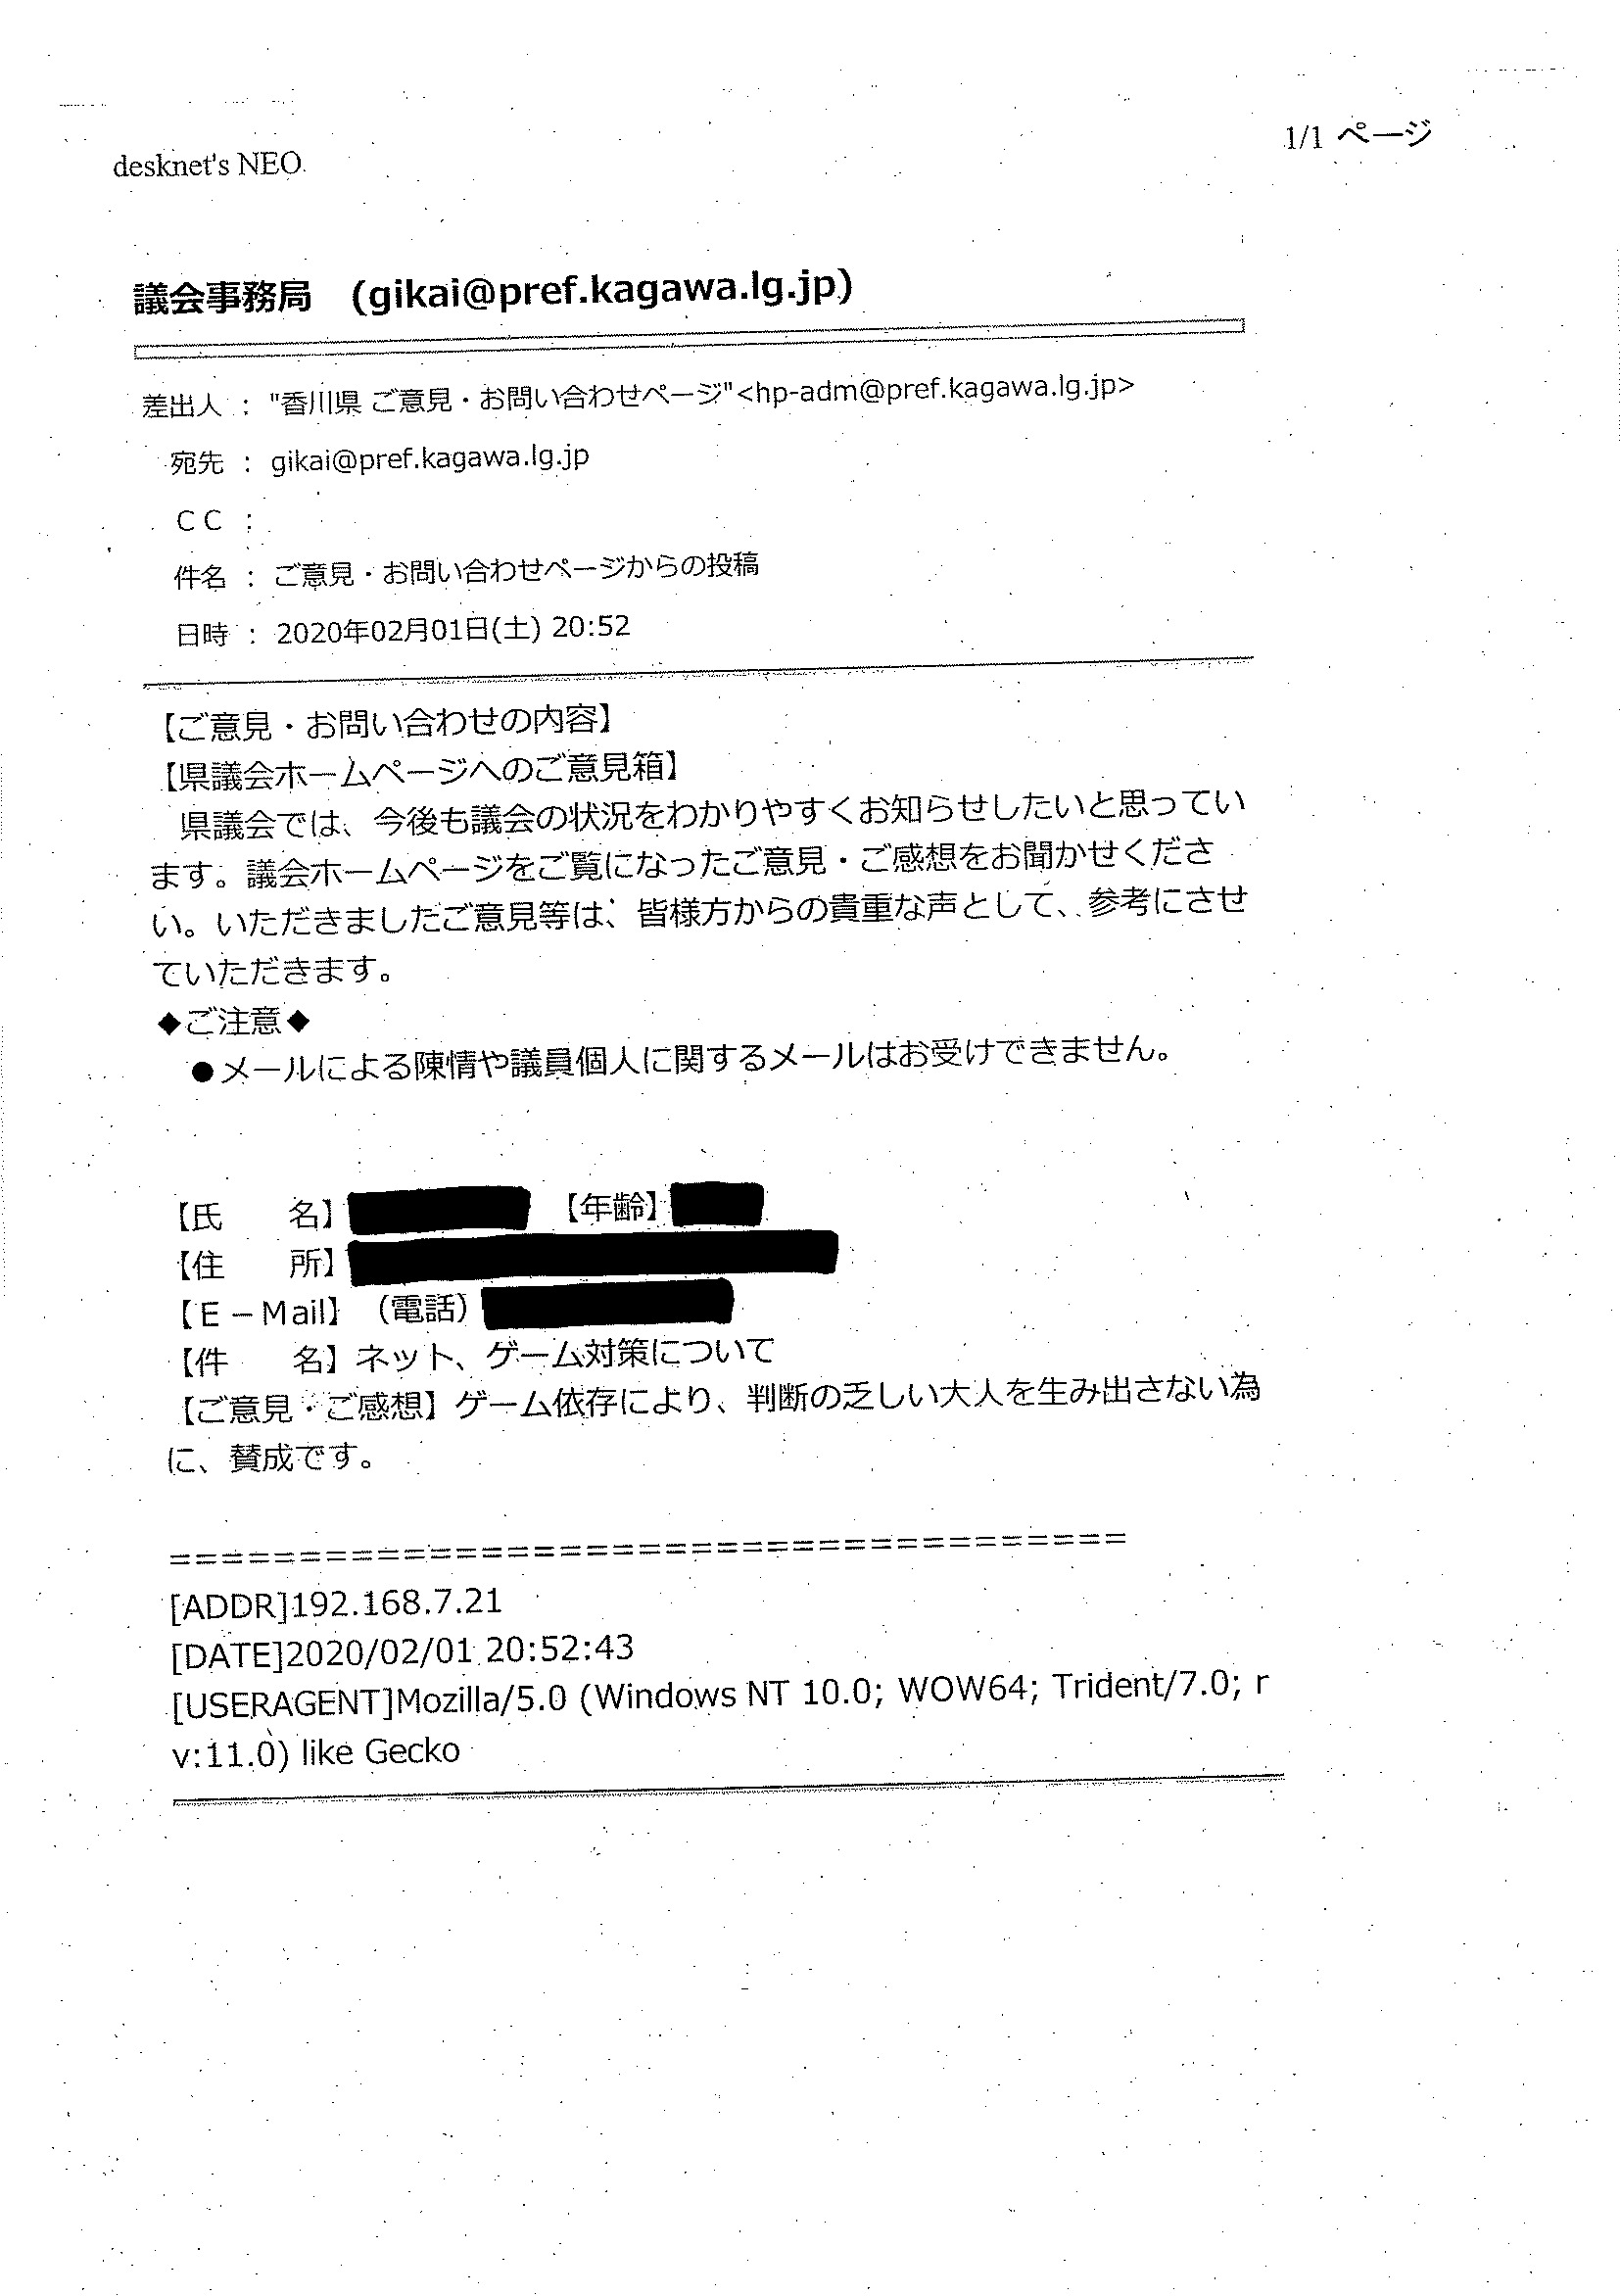 desknet's NEO
1/1 ページ
議会事務局 (gikai@pref.kagawa.lg.jp)
差出人 : "香川県 ご意見・お問い合わせページ"<hp-adm@pref.kagawa.lg.jp>
宛先 : gikai@pref.kagawa.lg.jp
CC :
件名 : ご意見・お問い合わせページからの投稿
日時 : 2020年02月01日(土) 20:52
【ご意見・お問い合わせの内容】
【県議会ホームページへのご意見箱】
県議会では、今後も議会の状況をわかりやすくお知らせしたいと思ってい
ます。議会ホームページをご覧になったご意見・ご感想をお聞かせくださ
い。いただきましたご意見等は、皆様方からの貴重な声として、参考にさせ
ていただきます。
◆ご注意◆
●メールによる陳情や議員個人に関するメールはお受けできません。
【氏　　名】 【年齢】
【住　　所】
【E－Mail】（電話）
【件　　名】ネット、ゲーム対策について
【ご意見・ご感想】ゲーム依存により、判断の乏しい大人を生み出さない為
に、賛成です。
=====================================
[ADDR]192.168.7.21
[DATE]2020/02/01 20:52:43
[USERAGENT]Mozilla/5.0 (Windows NT 10.0; WOW64; Trident/7.0; r
v:11.0) like Gecko